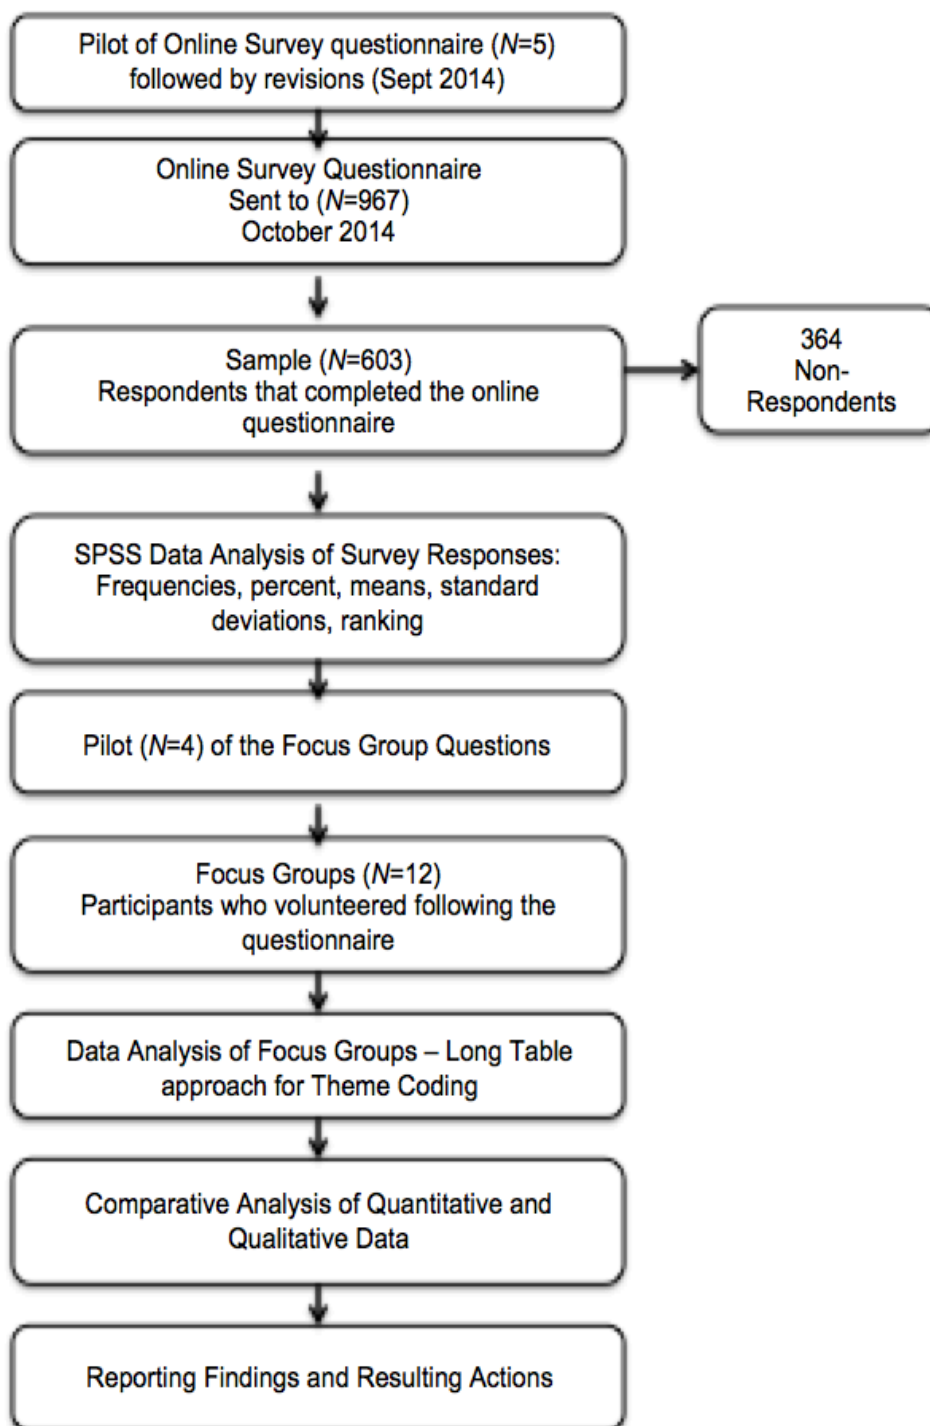 Pilot of Online Survey questionnaire (N=5)
followed by revisions (Sept 2014)
Online Survey Questionnaire
Sent to (N=967)
October 2014
Sample (N=603)
Respondents that completed the online
questionnaire
364
Non-
Respondents
SPSS Data Analysis of Survey Responses:
Frequencies, percent, means, standard
deviations, ranking
Pilot (N=4) of the Focus Group Questions
Focus Groups (N=12)
Participants who volunteered following the
questionnaire
Data Analysis of Focus Groups – Long Table
approach for Theme Coding
Comparative Analysis of Quantitative and
Qualitative Data
Reporting Findings and Resulting Actions